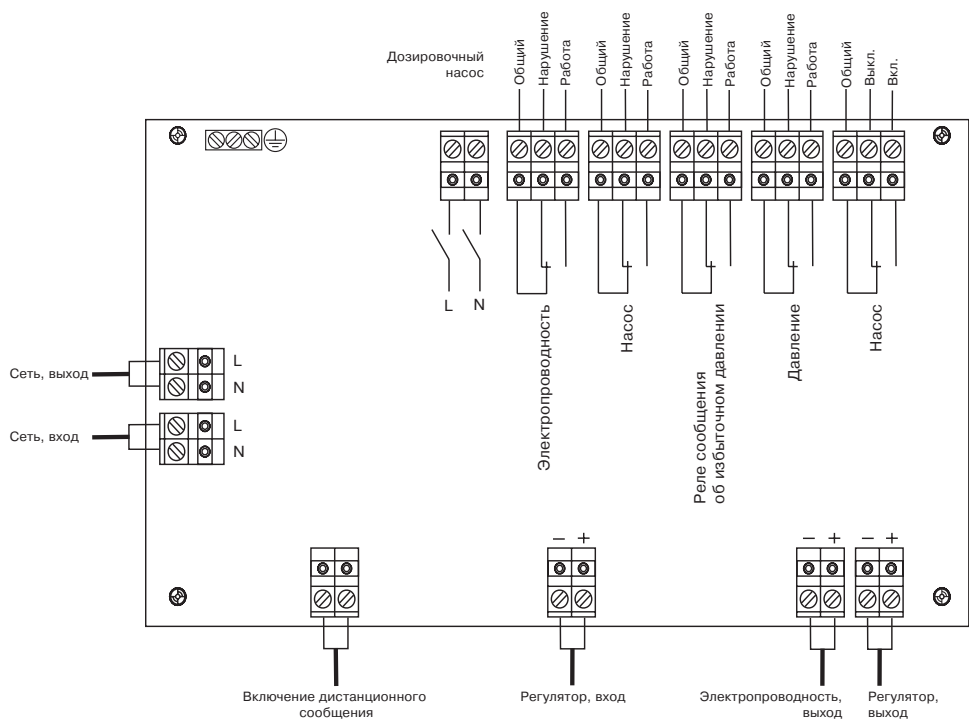 Дозировочный
насос
Общий
Нарушение
Работа
Общий
Нарушение
Работа
Общий
Нарушение
Работа
Общий
Нарушение
Работа
Общий
Выкл.
Вкл.
L
N
Электропроводность
Насос
Реле сообщения
об избыточном давлении
Давление
Насос
Сеть, выход
L
N
Сеть, вход
L
N
– +
– +
– +
Включение дистанционного
сообщения
Регулятор, вход
Электропроводность,
выход
Регулятор,
выход